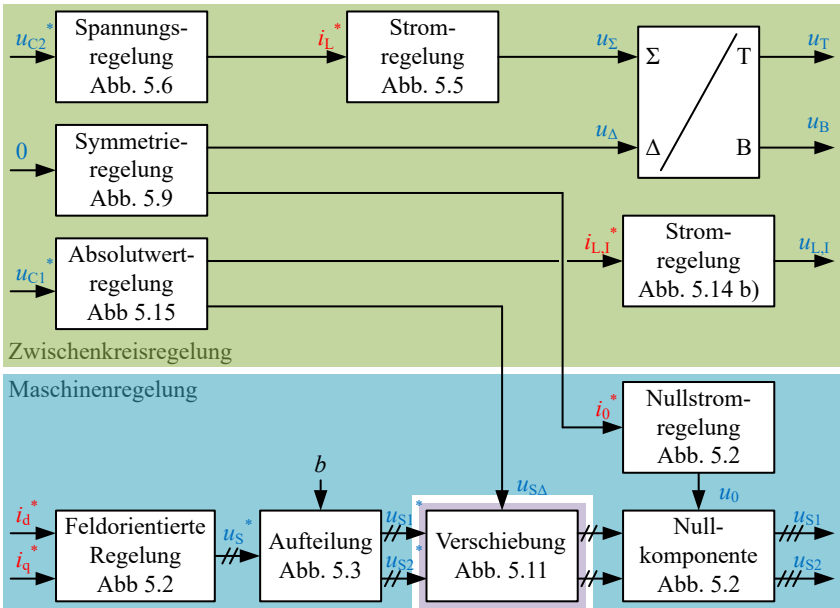 u_C2^*
Spannungs-
regelung
Abb. 5.6
i_L^*
Strom-
regelung
Abb. 5.5
u_Σ
Σ
T
u_T
0
Symmetrie-
regelung
Abb. 5.9
u_Δ
Δ
B
u_B
u_C1^*
Absolutwert-
regelung
Abb 5.15
i_L,I^*
Strom-
regelung
Abb. 5.14 b)
u_L,I
Zwischenkreisregelung
Maschinenregelung
i_0^*
Nullstrom-
regelung
Abb. 5.2
b
u_SΔ
u_0
i_d^*
i_q^*
Feldorientierte
Regelung
Abb 5.2
u_S^*
Aufteilung
Abb. 5.3
u_S1^*
u_S2^*
Verschiebung
Abb. 5.11
Null-
komponente
Abb. 5.2
u_S1
u_S2